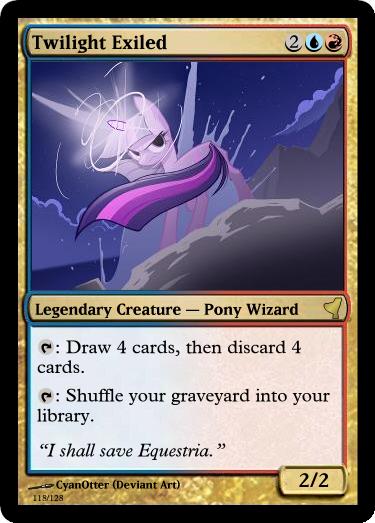 Twilight Exiled 2
Legendary Creature — Pony Wizard
: Draw 4 cards, then discard 4
cards.
: Shuffle your graveyard into your
library.
“I shall save Equestria.”
CyanOtter (Deviant Art)
2/2
118/128